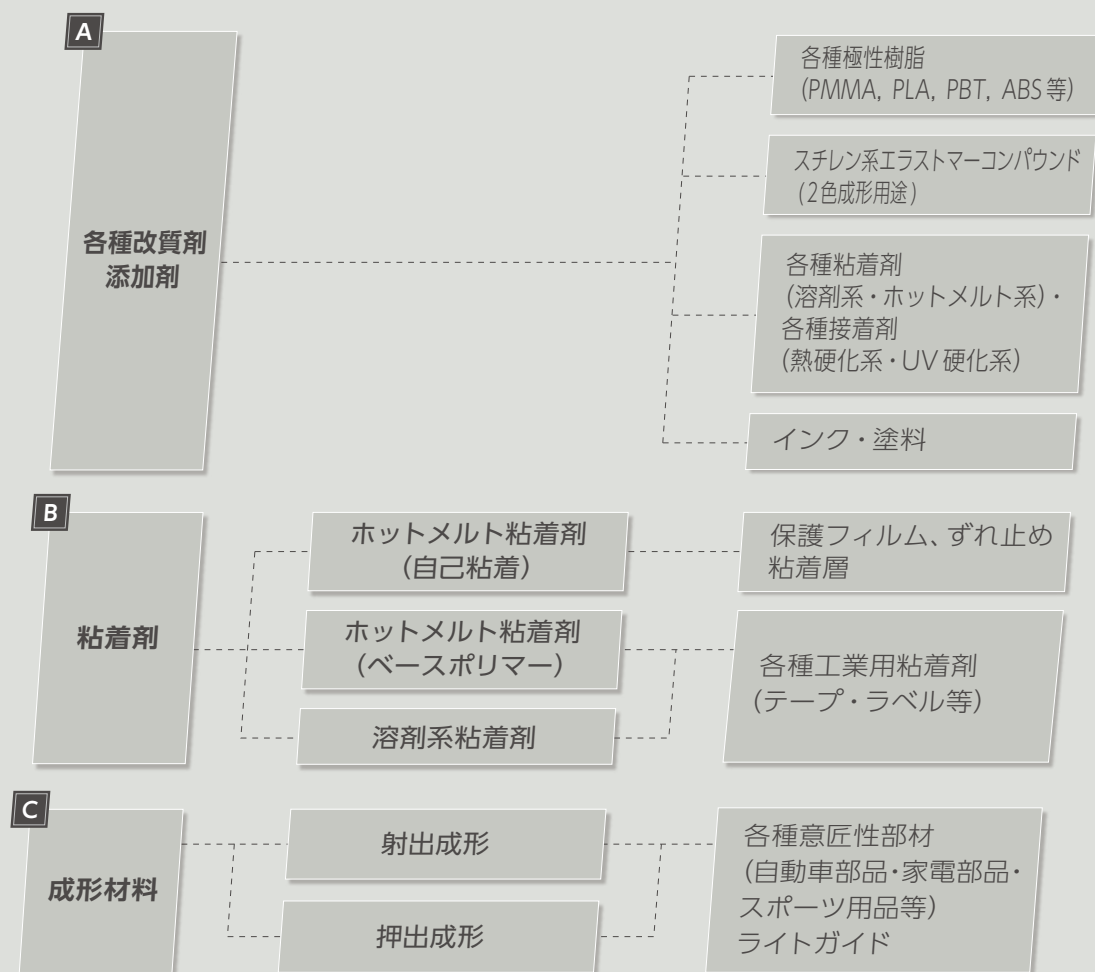 A
各種改質剤
添加剤
各種極性樹脂
(PMMA, PLA, PBT, ABS 等)
スチレン系エラストマーコンパウンド
(2色成形用途)
各種粘着剤
(溶剤系・ホットメルト系)・
各種接着剤
(熱硬化系・UV 硬化系)
インク・塗料
B
粘着剤
ホットメルト粘着剤
(自己粘着)
保護フィルム、ずれ止め
粘着層
ホットメルト粘着剤
(ベースポリマー)
溶剤系粘着剤
各種工業用粘着剤
(テープ・ラベル等)
C
成形材料
射出成形
押出成形
各種意匠性部材
(自動車部品・家電部品・
スポーツ用品等)
ライトガイド